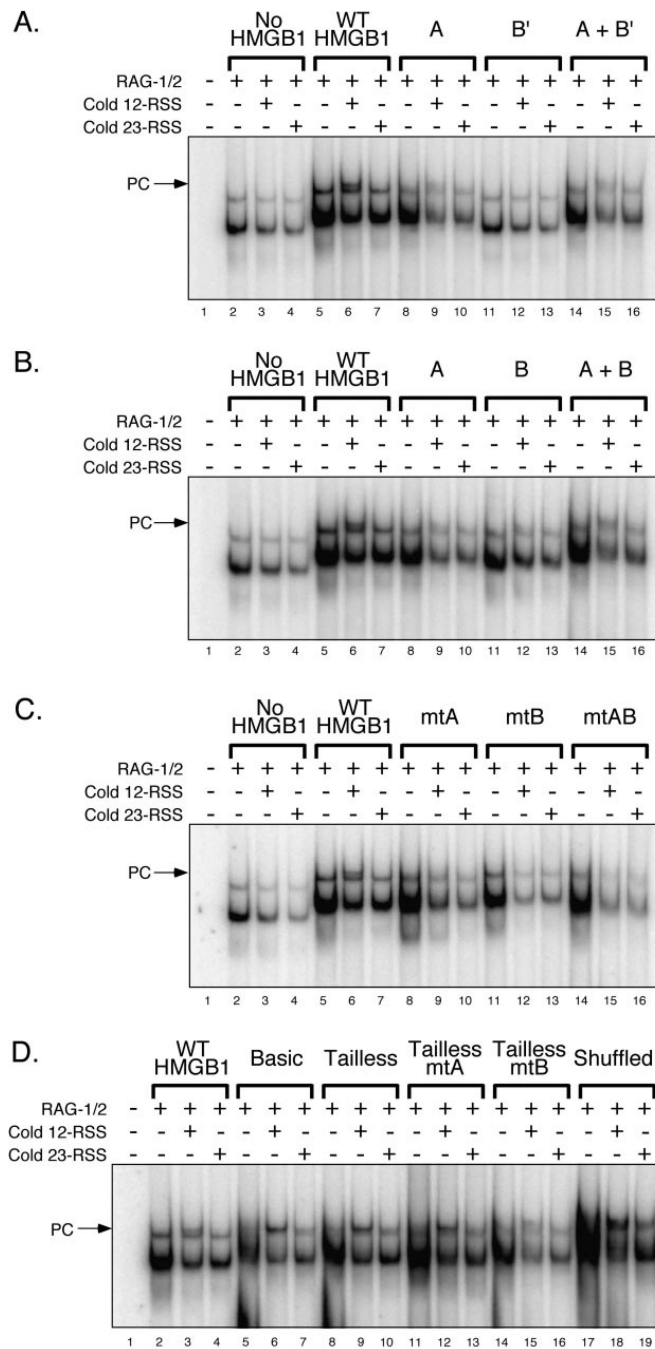 A.
No HMGB1 WT HMGB1 A B' A + B'
RAG-1/2 - + + + + + + + + + + + + + + +
Cold 12-RSS - - + - - + - - + - - + - - + -
Cold 23-RSS - - - + - - + - - + - - + - - +
PC
1 2 3 4 5 6 7 8 9 10 11 12 13 14 15 16
B.
No HMGB1 WT HMGB1 A B A + B
RAG-1/2 - + + + + + + + + + + + + + + +
Cold 12-RSS - - + - - + - - + - - + - - + -
Cold 23-RSS - - - + - - + - - + - - + - - +
PC
1 2 3 4 5 6 7 8 9 10 11 12 13 14 15 16
C.
No HMGB1 WT HMGB1 mtA mtB mtAB
RAG-1/2 - + + + + + + + + + + + + + + +
Cold 12-RSS - - + - - + - - + - - + - - + -
Cold 23-RSS - - - + - - + - - + - - + - - +
PC
1 2 3 4 5 6 7 8 9 10 11 12 13 14 15 16
D.
WT HMGB1 Basic Tailless Tailless mtA Tailless mtB Shuffled
RAG-1/2 - + + + + + + + + + + + + + + + + + +
Cold 12-RSS - - + - - + - - + - - + - - + - - + -
Cold 23-RSS - - - + - - + - - + - - + - - + - - +
PC
1 2 3 4 5 6 7 8 9 10 11 12 13 14 15 16 17 18 19